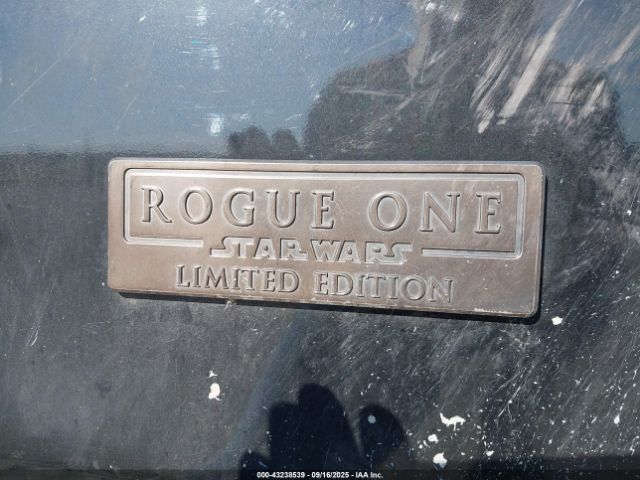 ROGUE ONE
STAR WARS
LIMITED EDITION
000-43238539 - 09/16/2025 - IAA Inc.